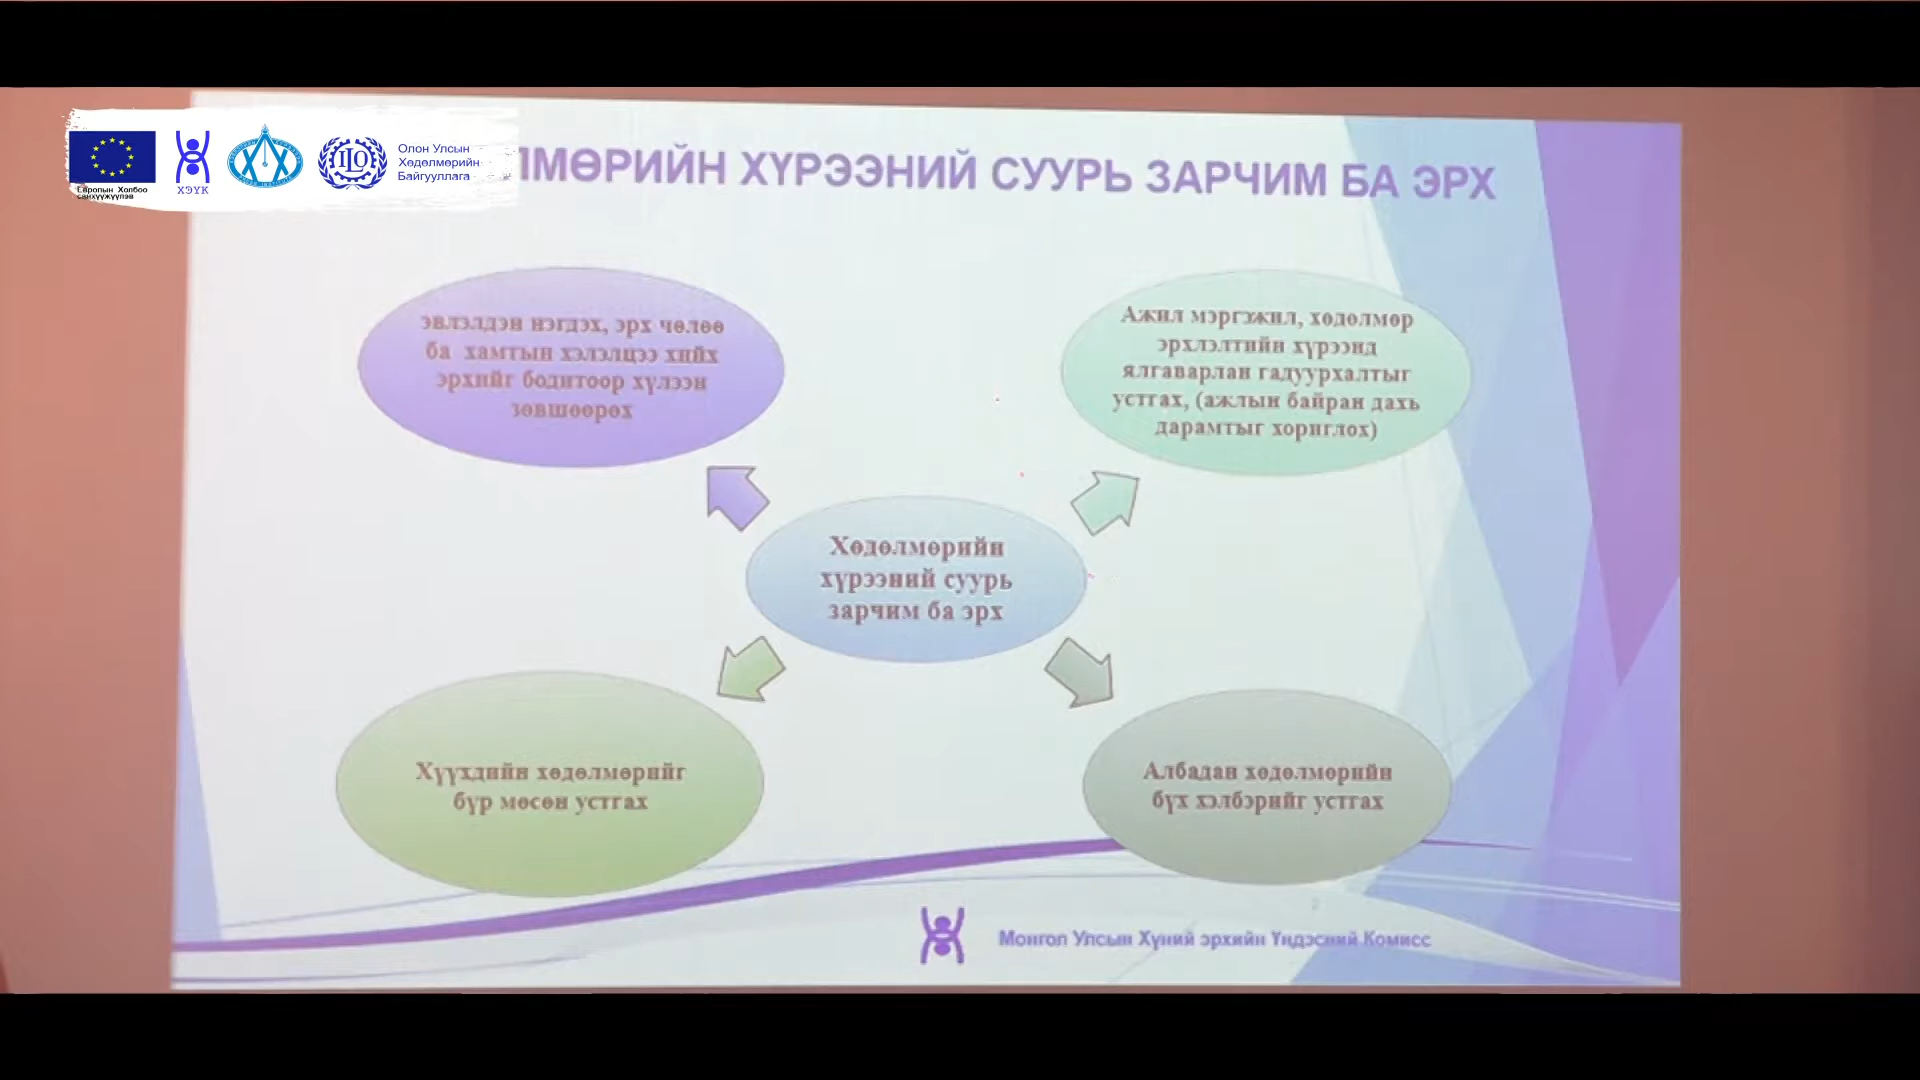 Европын Холбоо
санхүүжүүлэв
ХЭҮК
ILO
Олон Улсын
Хөдөлмөрийн
Байгууллага
ЛМӨРИЙН ХҮРЭЭНИЙ СУУРЬ ЗАРЧИМ БА ЭРХ
эвлэлдэн нэгдэх, эрх чөлөө
ба хамтын хэлэлцээ хийх
эрхийг бодитоор хүлээн
зөвшөөрөх
Ажил мэргэжил, хөдөлмөр
эрхлэлтийн хүрээнд
ялгаварлан гадуурхалтыг
устгах, (ажлын байран дахь
дарамтыг хориглох)
Хөдөлмөрийн
хүрээний суурь
зарчим ба эрх
Хүүхдийн хөдөлмөрийг
бүр мөсөн устгах
Албадан хөдөлмөрийн
бүх хэлбэрийг устгах
Монгол Улсын Хүний эрхийн Үндэсний Комисс